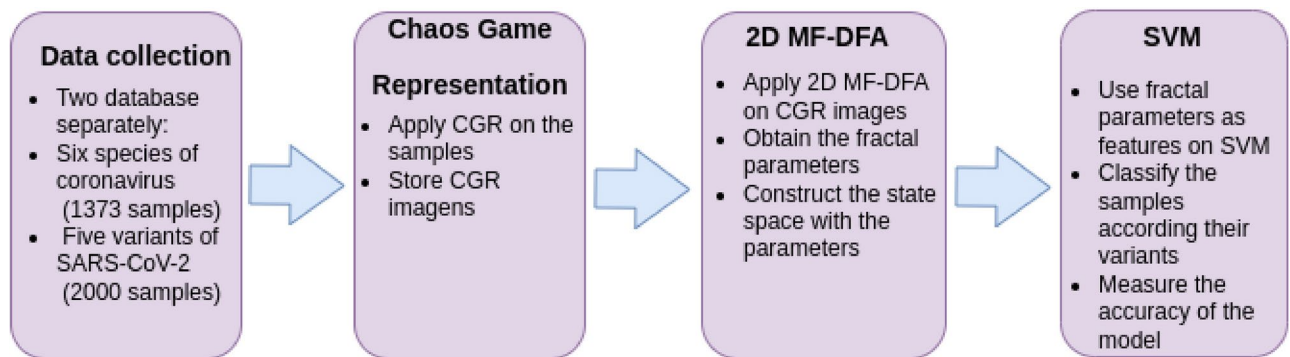 Data collection
• Two database
separately:
• Six species of
coronavirus
(1373 samples)
• Five variants of
SARS-CoV-2
(2000 samples)
Chaos Game
Representation
• Apply CGR on the
samples
• Store CGR
imagens
2D MF-DFA
• Apply 2D MF-DFA
on CGR images
• Obtain the fractal
parameters
• Construct the state
space with the
parameters
SVM
• Use fractal
parameters as
features on SVM
• Classify the
samples
according their
variants
• Measure the
accuracy of the
model